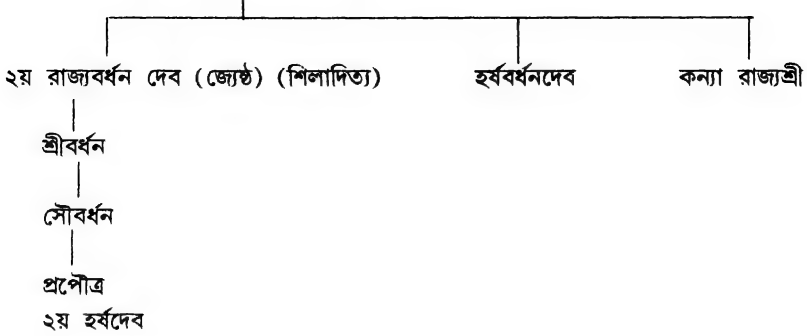 ২য় রাজ্যবর্ধন দেব (জ্যেষ্ঠ) (শিলাদিত্য) হর্ষবর্ধনদেব কন্যা রাজ্যশ্রী
শ্রীবর্ধন
সৌবর্ধন
প্রপৌত্র
২য় হর্ষদেব